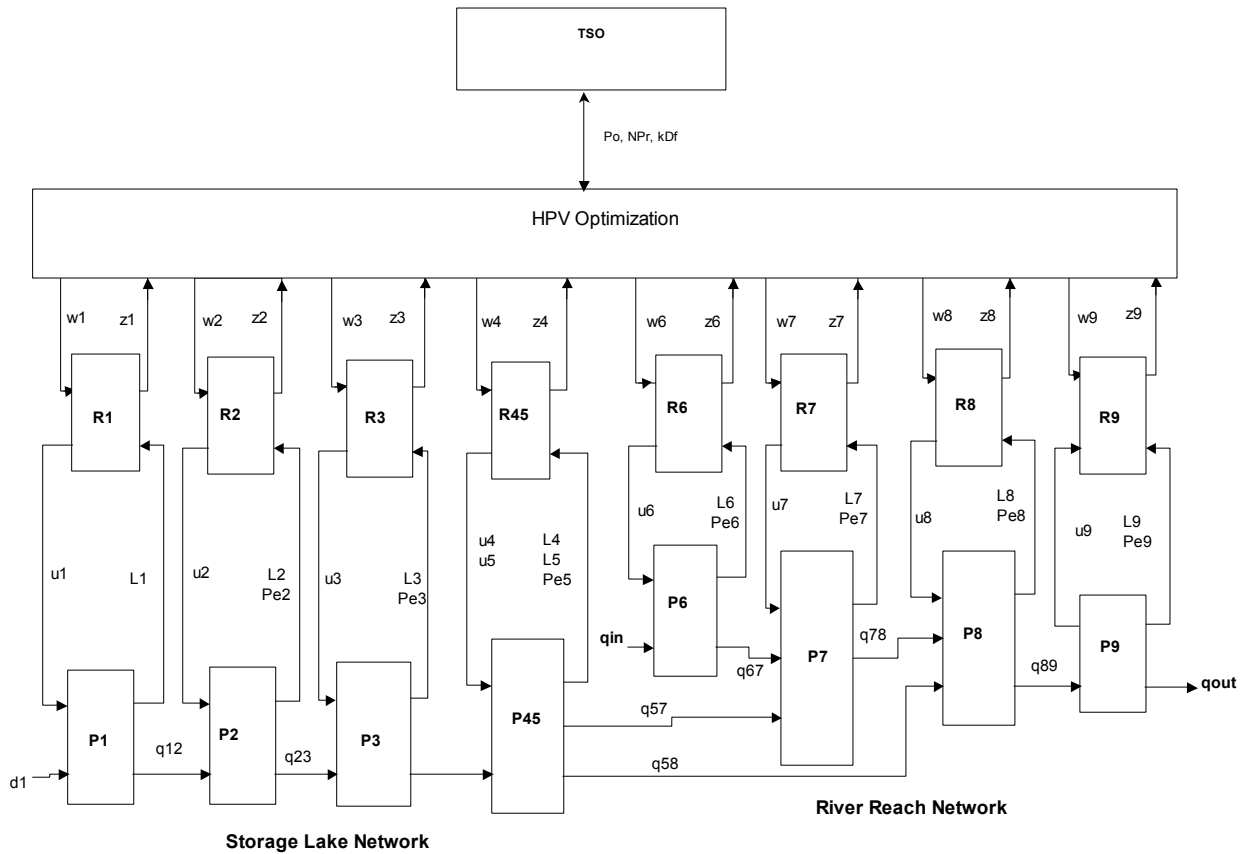 TSO
Po, NPr, kDf
HPV Optimization
w1 z1 w2 z2 w3 z3 w4 z4 w6 z6 w7 z7 w8 z8 w9 z9
R1 R2 R3 R45 R6 R7 R8 R9
u1 L1
u2 L2
Pe2
u3 L3
Pe3
u4
u5
L4
L5
Pe5
u6 L6
Pe6
u7 L7
Pe7
u8 L8
Pe8
u9 L9
Pe9
P1 P2 P3 P45 P6 P7 P8 P9
d1
q12
q23
q57
q58
qin
q67
q78
q89
qout
River Reach Network
Storage Lake Network